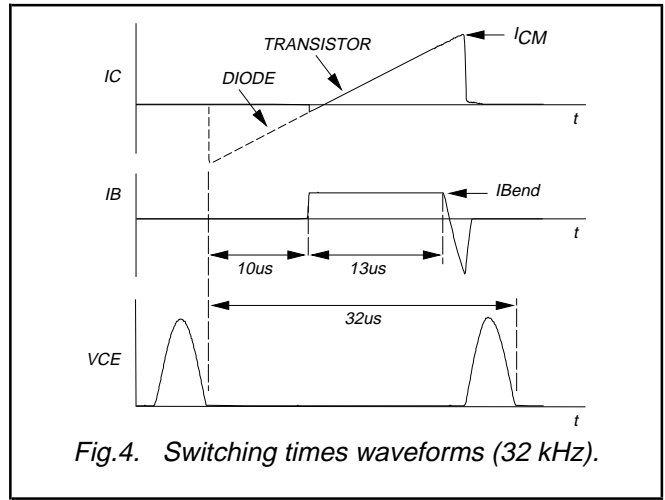 ICM
TRANSISTOR
IC
DIODE
t
IB
IBend
t
10us
13us
32us
VCE
t
Fig.4. Switching times waveforms (32 kHz).